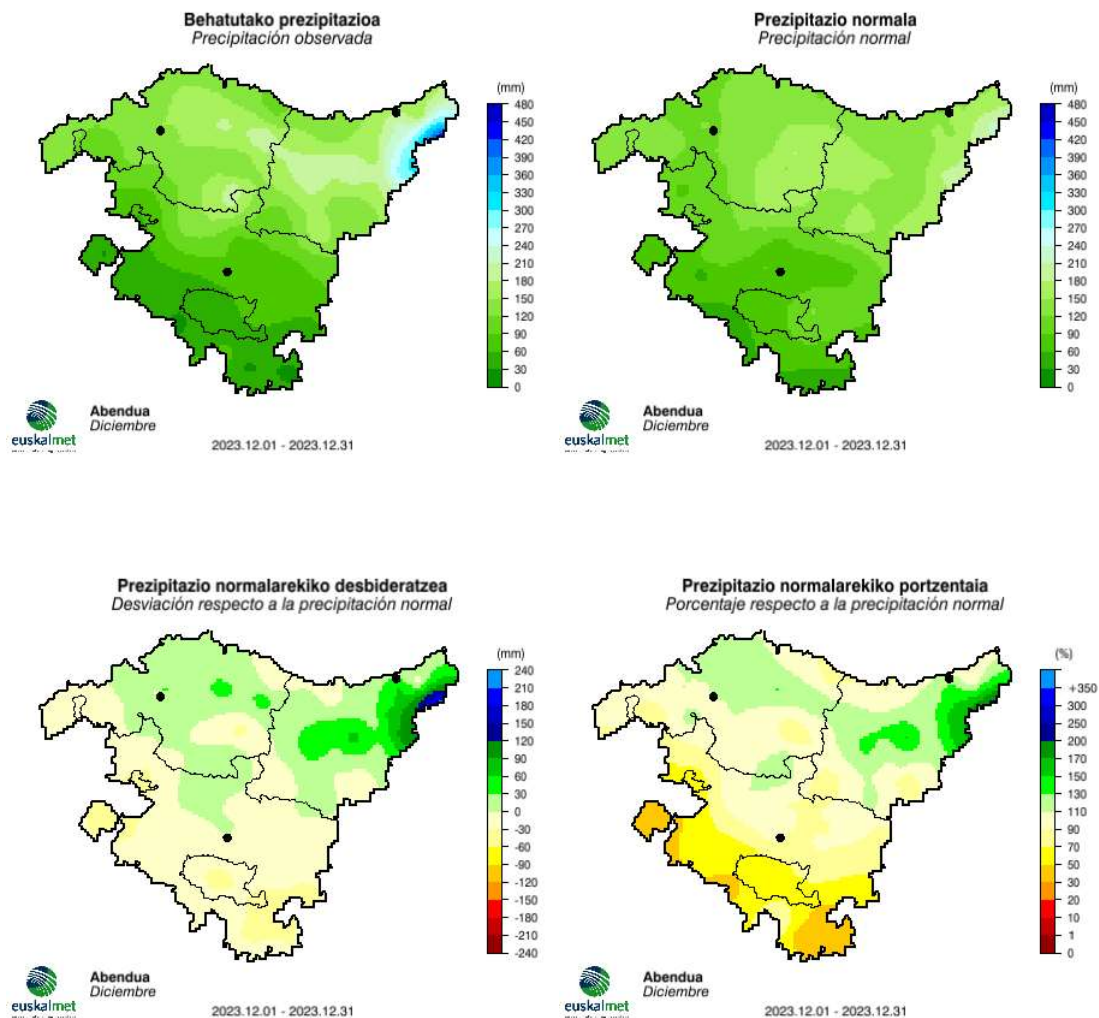 Behatutako prezipitazioa
Precipitación observada
(mm)
480
450
420
390
360
330
300
270
240
210
180
150
120
90
60
30
0
euskalmet
Abendua
Diciembre
2023.12.01 - 2023.12.31
Prezipitazio normala
Precipitación normal
(mm)
480
450
420
390
360
330
300
270
240
210
180
150
120
90
60
30
0
euskalmet
Abendua
Diciembre
2023.12.01 - 2023.12.31
Prezipitazio normalarekiko desbideratzea
Desviación respecto a la precipitación normal
(mm)
240
210
180
150
120
90
60
30
0
-30
-60
-90
-120
-150
-180
-210
-240
euskalmet
Abendua
Diciembre
2023.12.01 - 2023.12.31
Prezipitazio normalarekiko portzentaia
Porcentaje respecto a la precipitación normal
(%)
+350
300
200
170
150
130
110
90
70
50
30
20
10
1
0
euskalmet
Abendua
Diciembre
2023.12.01 - 2023.12.31